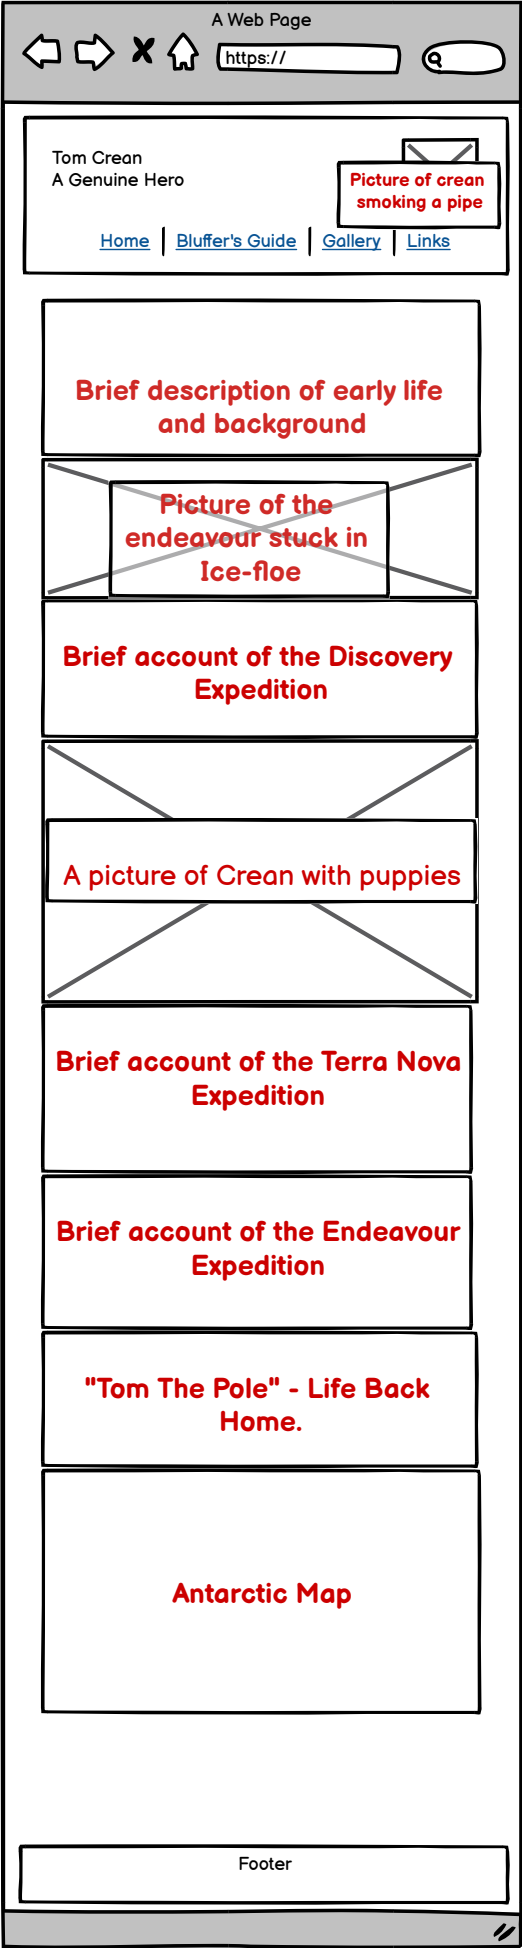 A Web Page
https://
Tom Crean
A Genuine Hero
Picture of crean
smoking a pipe
Home
Bluffer's Guide
Gallery
Links
Brief description of early life
and background
Picture of the
endeavour stuck in
Ice-floe
Brief account of the Discovery
Expedition
A picture of Crean with puppies
Brief account of the Terra Nova
Expedition
Brief account of the Endeavour
Expedition
"Tom The Pole" - Life Back
Home.
Antarctic Map
Footer